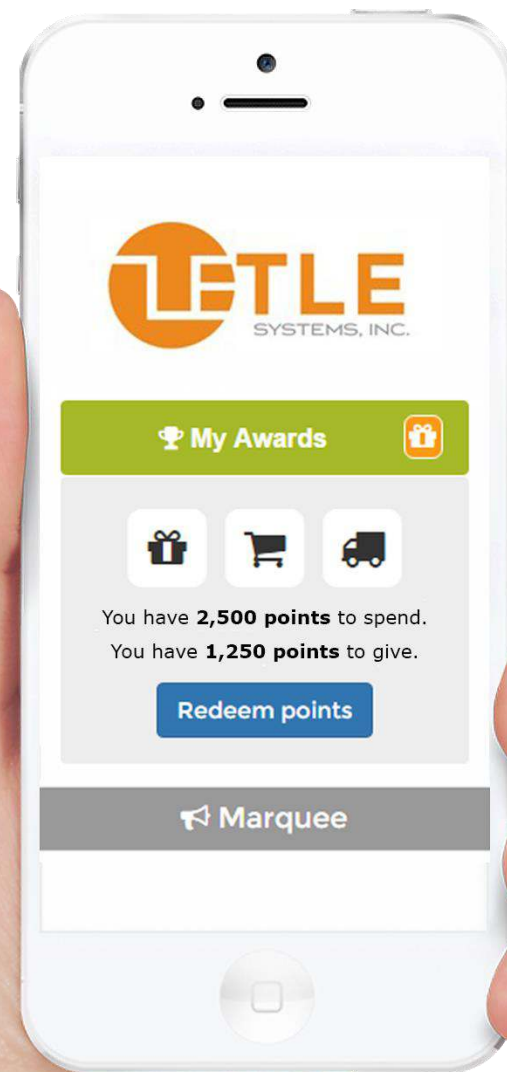 TLE
SYSTEMS, INC.
My Awards
You have 2,500 points to spend.
You have 1,250 points to give.
Redeem points
Marquee